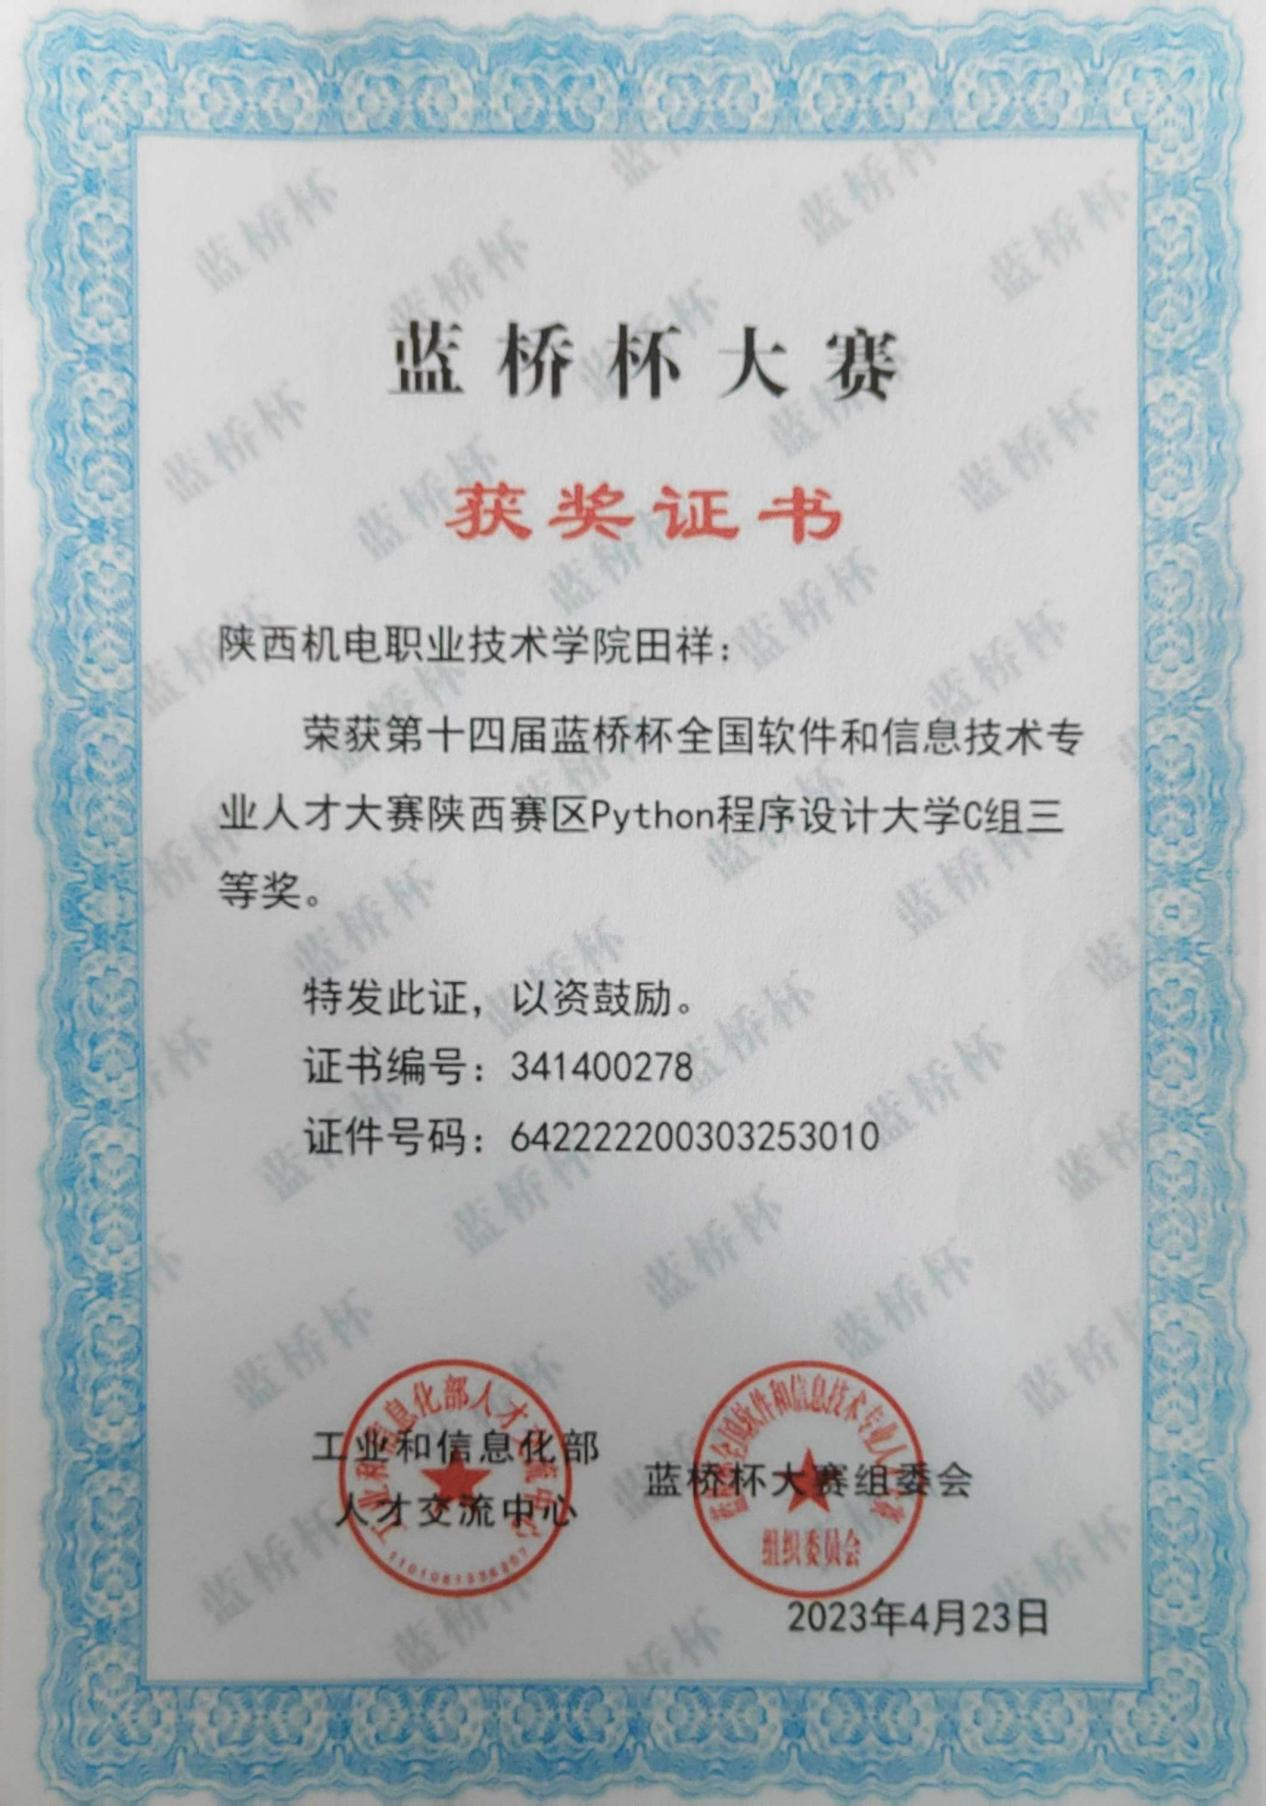 蓝桥杯大赛
获奖证书
陕西机电职业技术学院田祥：
荣获第十四届蓝桥杯全国软件和信息技术专
业人才大赛陕西赛区Python程序设计大学C组三
等奖。
特发此证，以资鼓励。
证书编号：341400278
证件号码：642222200303253010
工业和信息化部
人才交流中心
蓝桥杯大赛组委会
组织委员会
2023年4月23日